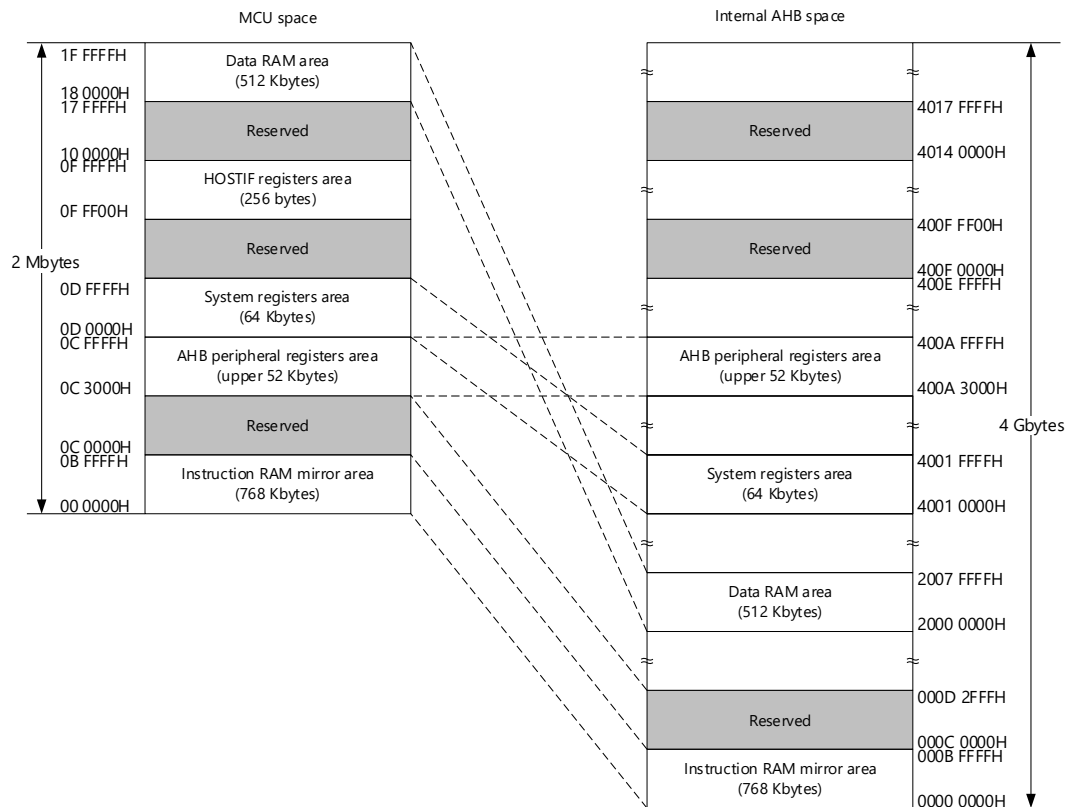 MCU space
Internal AHB space
1F FFFFH
Data RAM area
(512 Kbytes)
18 0000H
17 FFFFH
Reserved
10 0000H
0F FFFFH
HOSTIF registers area
(256 bytes)
0F FF00H
Reserved
2 Mbytes
0D FFFFH
System registers area
(64 Kbytes)
0D 0000H
0C FFFFH
AHB peripheral registers area
(upper 52 Kbytes)
0C 3000H
Reserved
0C 0000H
0B FFFFH
Instruction RAM mirror area
(768 Kbytes)
00 0000H
4017 FFFFH
Reserved
4014 0000H
400F FF00H
Reserved
400F 0000H
400E FFFFH
400A FFFFH
AHB peripheral registers area
(upper 52 Kbytes)
400A 3000H
4 Gbytes
4001 FFFFH
System registers area
(64 Kbytes)
4001 0000H
2007 FFFFH
Data RAM area
(512 Kbytes)
2000 0000H
000D 2FFFH
Reserved
000C 0000H
000B FFFFH
Instruction RAM mirror area
(768 Kbytes)
0000 0000H